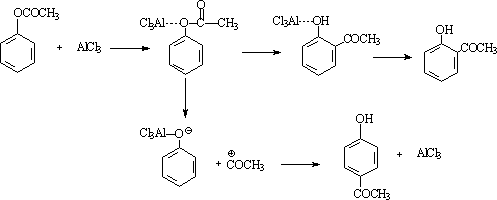 OCOCH₃
+ AlCl₃
Cl₃Al O C CH₃
O
Cl₃Al OH
COCH₃
OH
COCH₃
Cl₃Al O ⊖
+ ⊕
COCH₃
OH
COCH₃
+ AlCl₃